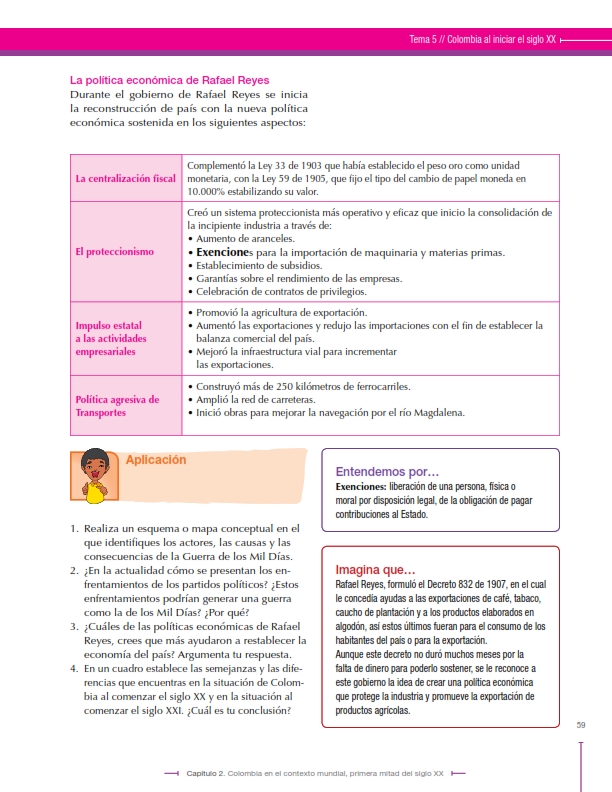 Tema 5 // Colombia al iniciar el siglo XX
La política económica de Rafael Reyes
Durante el gobierno de Rafael Reyes se inicia
la reconstrucción de país con la nueva política
económica sostenida en los siguientes aspectos:
La centralización fiscal
Complementó la Ley 33 de 1903 que había establecido el peso oro como unidad
monetaria, con la Ley 59 de 1905, que fijo el tipo del cambio de papel moneda en
10.000% estabilizando su valor.
El proteccionismo
Creó un sistema proteccionista más operativo y eficaz que inicio la consolidación de
la incipiente industria a través de:
• Aumento de aranceles.
• Exenciones para la importación de maquinaria y materias primas.
• Establecimiento de subsidios.
• Garantías sobre el rendimiento de las empresas.
• Celebración de contratos de privilegios.
Impulso estatal
a las actividades
empresariales
• Promovió la agricultura de exportación.
• Aumentó las exportaciones y redujo las importaciones con el fin de establecer la
balanza comercial del país.
• Mejoró la infraestructura vial para incrementar
las exportaciones.
Política agresiva de
Transportes
• Construyó más de 250 kilómetros de ferrocarriles.
• Amplió la red de carreteras.
• Inició obras para mejorar la navegación por el río Magdalena.
Aplicación
1. Realiza un esquema o mapa conceptual en el
que identifiques los actores, las causas y las
consecuencias de la Guerra de los Mil Días.
2. ¿En la actualidad cómo se presentan los en-
frentamientos de los partidos políticos? ¿Estos
enfrentamientos podrían generar una guerra
como la de los Mil Días? ¿Por qué?
3. ¿Cuáles de las políticas económicas de Rafael
Reyes, crees que más ayudaron a restablecer la
economía del país? Argumenta tu respuesta.
4. En un cuadro establece las semejanzas y las dife-
rencias que encuentras en la situación de Colom-
bia al comenzar el siglo XX y en la situación al
comenzar el siglo XXI. ¿Cuál es tu conclusión?
Entendemos por...
Exenciones: liberación de una persona, física o
moral por disposición legal, de la obligación de pagar
contribuciones al Estado.
Imagina que...
Rafael Reyes, formuló el Decreto 832 de 1907, en el cual
le concedía ayudas a las exportaciones de café, tabaco,
caucho de plantación y a los productos elaborados en
algodón, así estos últimos fueran para el consumo de los
habitantes del país o para la exportación.
Aunque este decreto no duró muchos meses por la
falta de dinero para poderlo sostener, se le reconoce a
este gobierno la idea de crear una política económica
que protege la industria y promueve la exportación de
productos agrícolas.
59
Capítulo 2. Colombia en el contexto mundial, primera mitad del siglo XX